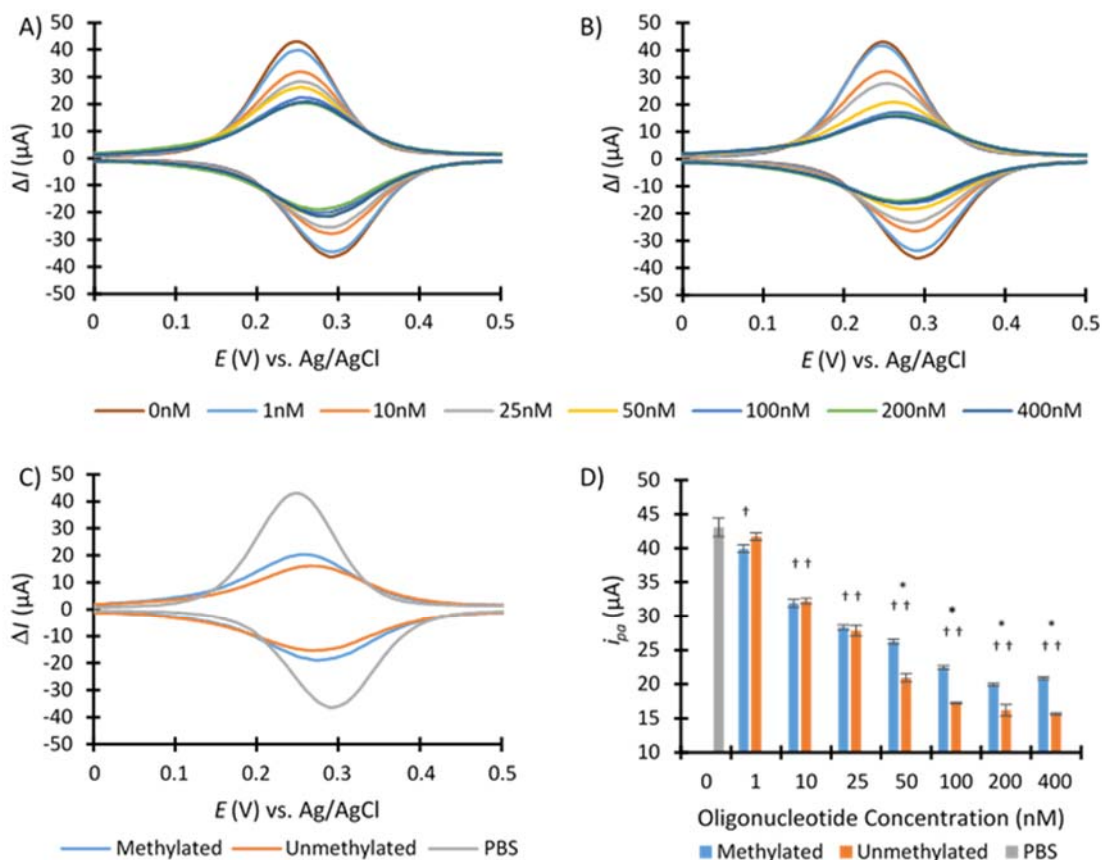 A)
50
40
30
20
10
0
-10
-20
-30
-40
-50
ΔI (µA)
0 0.1 0.2 0.3 0.4 0.5
E (V) vs. Ag/AgCl
B)
50
40
30
20
10
0
-10
-20
-30
-40
-50
ΔI (µA)
0 0.1 0.2 0.3 0.4 0.5
E (V) vs. Ag/AgCl
0nM 1nM 10nM 25nM 50nM 100nM 200nM 400nM
C)
50
40
30
20
10
0
-10
-20
-30
-40
-50
ΔI (µA)
0 0.1 0.2 0.3 0.4 0.5
E (V) vs. Ag/AgCl
Methylated Unmethylated PBS
D)
50
45
40
35
30
25
20
15
10
i_pa (µA)
†
† †
† †
*
† †
*
† †
*
† †
*
† †
0 1 10 25 50 100 200 400
Oligonucleotide Concentration (nM)
Methylated Unmethylated PBS